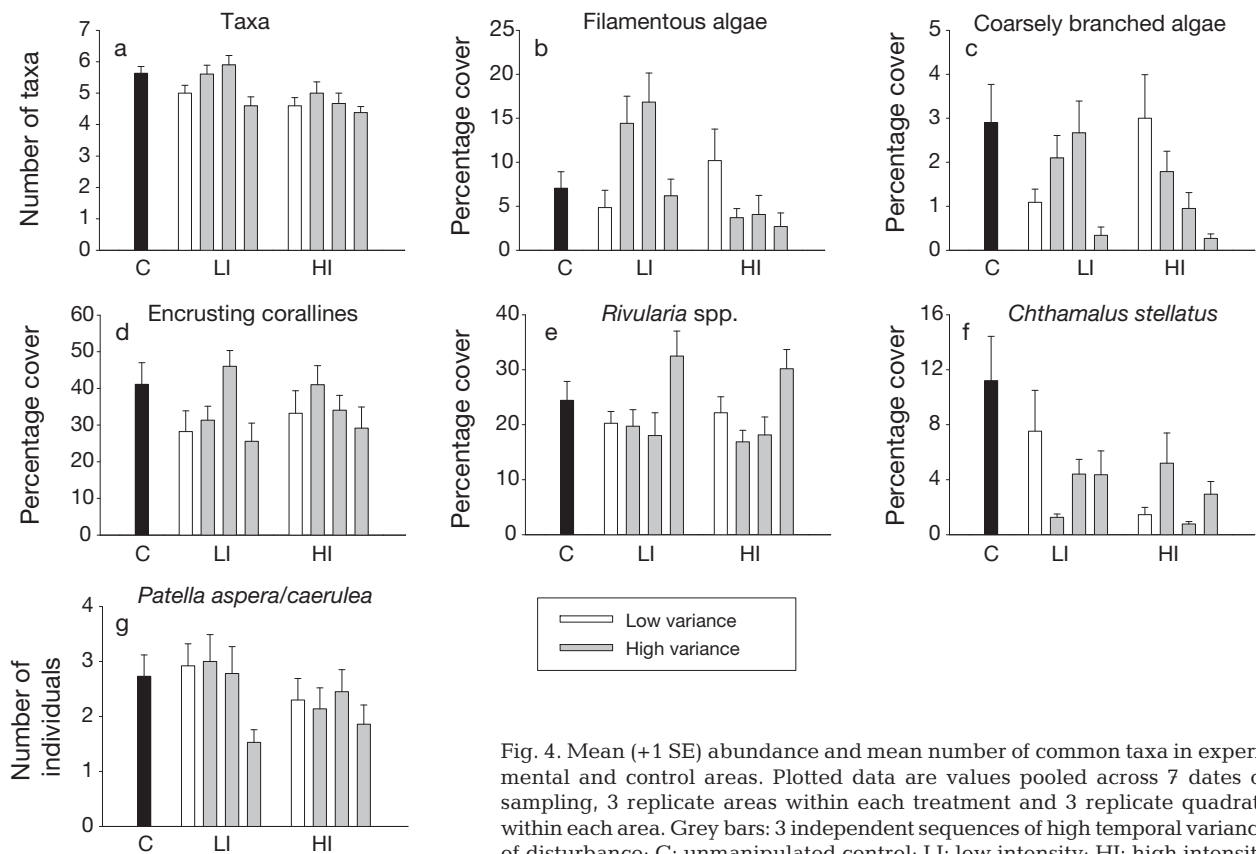 Taxa
a
Number of taxa
7
6
5
4
3
2
1
0
C LI HI
Filamentous algae
b
Percentage cover
25
20
15
10
5
0
C LI HI
Coarsely branched algae
c
Percentage cover
5
4
3
2
1
0
C LI HI
Encrusting corallines
d
Percentage cover
60
50
40
30
20
10
0
C LI HI
Rivularia spp.
e
Percentage cover
40
30
20
10
0
C LI HI
Chthamalus stellatus
f
Percentage cover
16
12
8
4
0
C LI HI
Patella aspera/caerulea
g
Number of
individuals
4
3
2
1
0
C LI HI
Low variance
High variance
Fig. 4. Mean (+1 SE) abundance and mean number of common taxa in experi
mental and control areas. Plotted data are values pooled across 7 dates o
sampling, 3 replicate areas within each treatment and 3 replicate quadrat
within each area. Grey bars: 3 independent sequences of high temporal varianc
of disturbance; C: unmanipulated control; LI: low intensity; HI: high intensit